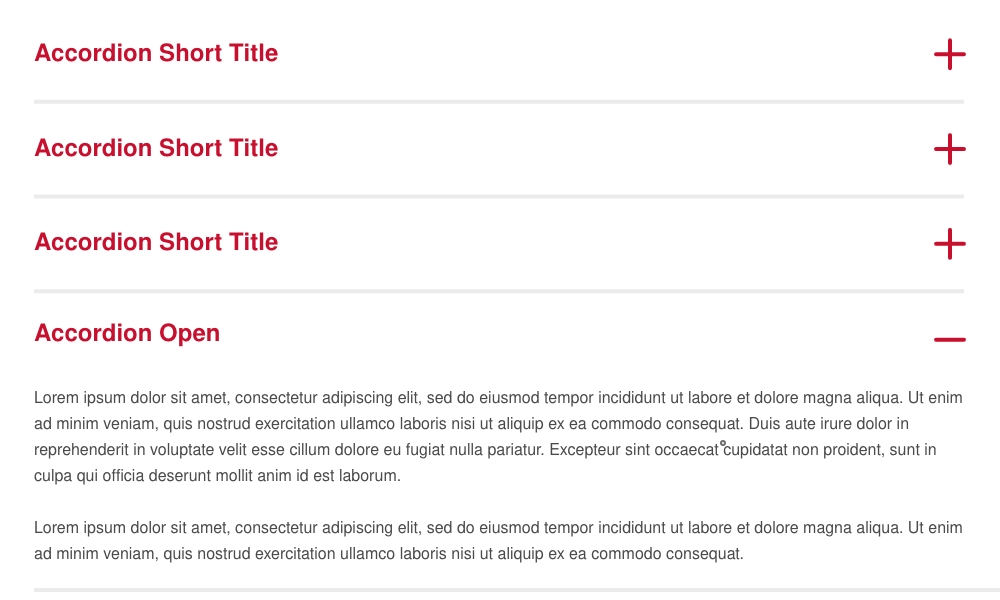 Accordion Short Title
Accordion Short Title
Accordion Short Title
Accordion Open
Lorem ipsum dolor sit amet, consectetur adipiscing elit, sed do eiusmod tempor incididunt ut labore et dolore magna aliqua. Ut enim
ad minim veniam, quis nostrud exercitation ullamco laboris nisi ut aliquip ex ea commodo consequat. Duis aute irure dolor in
reprehenderit in voluptate velit esse cillum dolore eu fugiat nulla pariatur. Excepteur sint occaecat°cupidatat non proident, sunt in
culpa qui officia deserunt mollit anim id est laborum.
Lorem ipsum dolor sit amet, consectetur adipiscing elit, sed do eiusmod tempor incididunt ut labore et dolore magna aliqua. Ut enim
ad minim veniam, quis nostrud exercitation ullamco laboris nisi ut aliquip ex ea commodo consequat.